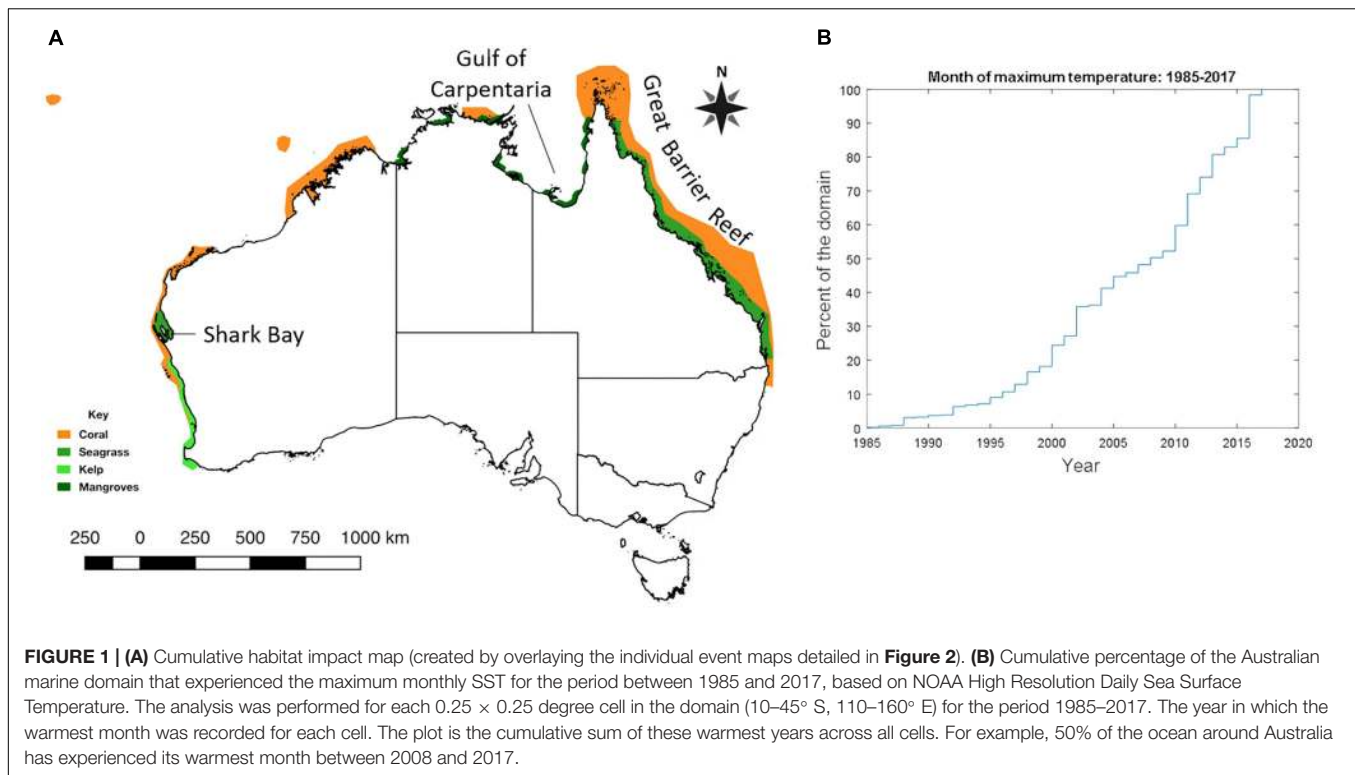 A
Gulf of
Carpentaria
N
Great Barrier Reef
Shark Bay
Key
Coral
Seagrass
Kelp
Mangroves
250 0 250 500 750 1000 km
B
Month of maximum temperature: 1985-2017
Percent of the domain
100
90
80
70
60
50
40
30
20
10
0
1985 1990 1995 2000 2005 2010 2015 2020
Year
FIGURE 1 | (A) Cumulative habitat impact map (created by overlaying the individual event maps detailed in Figure 2). (B) Cumulative percentage of the Australian
marine domain that experienced the maximum monthly SST for the period between 1985 and 2017, based on NOAA High Resolution Daily Sea Surface
Temperature. The analysis was performed for each 0.25 × 0.25 degree cell in the domain (10–45° S, 110–160° E) for the period 1985–2017. The year in which the
warmest month was recorded for each cell. The plot is the cumulative sum of these warmest years across all cells. For example, 50% of the ocean around Australia
has experienced its warmest month between 2008 and 2017.